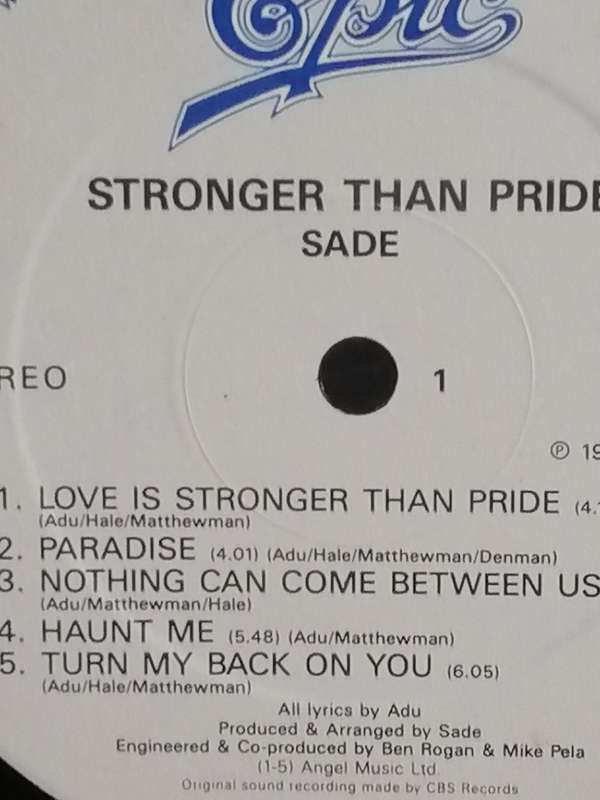 Epic
STRONGER THAN PRIDE
SADE
REO
1
℗ 19
1. LOVE IS STRONGER THAN PRIDE (4.1
(Adu/Hale/Matthewman)
2. PARADISE (4.01) (Adu/Hale/Matthewman/Denman)
3. NOTHING CAN COME BETWEEN US
(Adu/Matthewman/Hale)
4. HAUNT ME (5.48) (Adu/Matthewman)
5. TURN MY BACK ON YOU (6.05)
(Adu/Hale/Matthewman)
All lyrics by Adu
Produced & Arranged by Sade
Engineered & Co-produced by Ben Rogan & Mike Pela
(1-5) Angel Music Ltd.
Original sound recording made by CBS Records